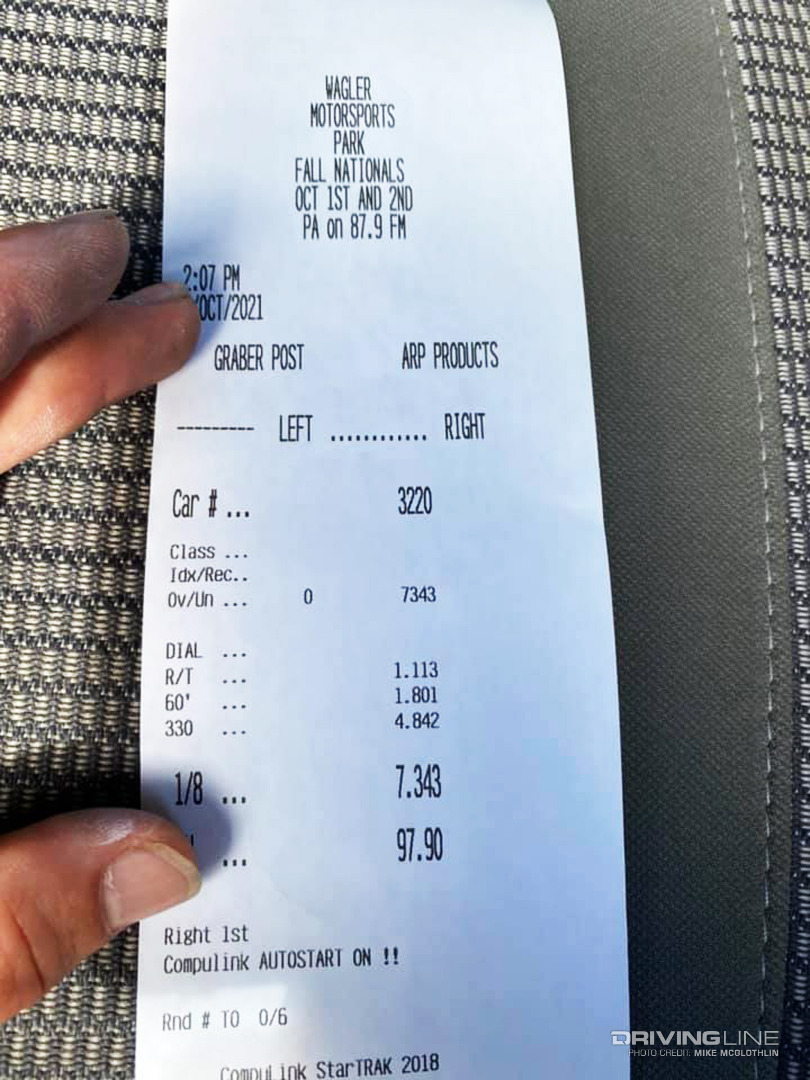 WAGLER
MOTORSPORTS
PARK
FALL NATIONALS
OCT 1ST AND 2ND
PA on 87.9 FM
2:07 PM
/OCT/2021
GRABER POST ARP PRODUCTS
--------- LEFT ............ RIGHT
Car # ... 3220
Class ...
Idx/Rec..
Ov/Un ... 0 7343
DIAL ...
R/T ... 1.113
60' ... 1.801
330 ... 4.842
1/8 ... 7.343
... 97.90
Right 1st
Compulink AUTOSTART ON !!
Rnd # TO 0/6
CompuLink StarTRAK 2018
DRIVINGLINE
PHOTO CREDIT: MIKE MCGLOTHLIN